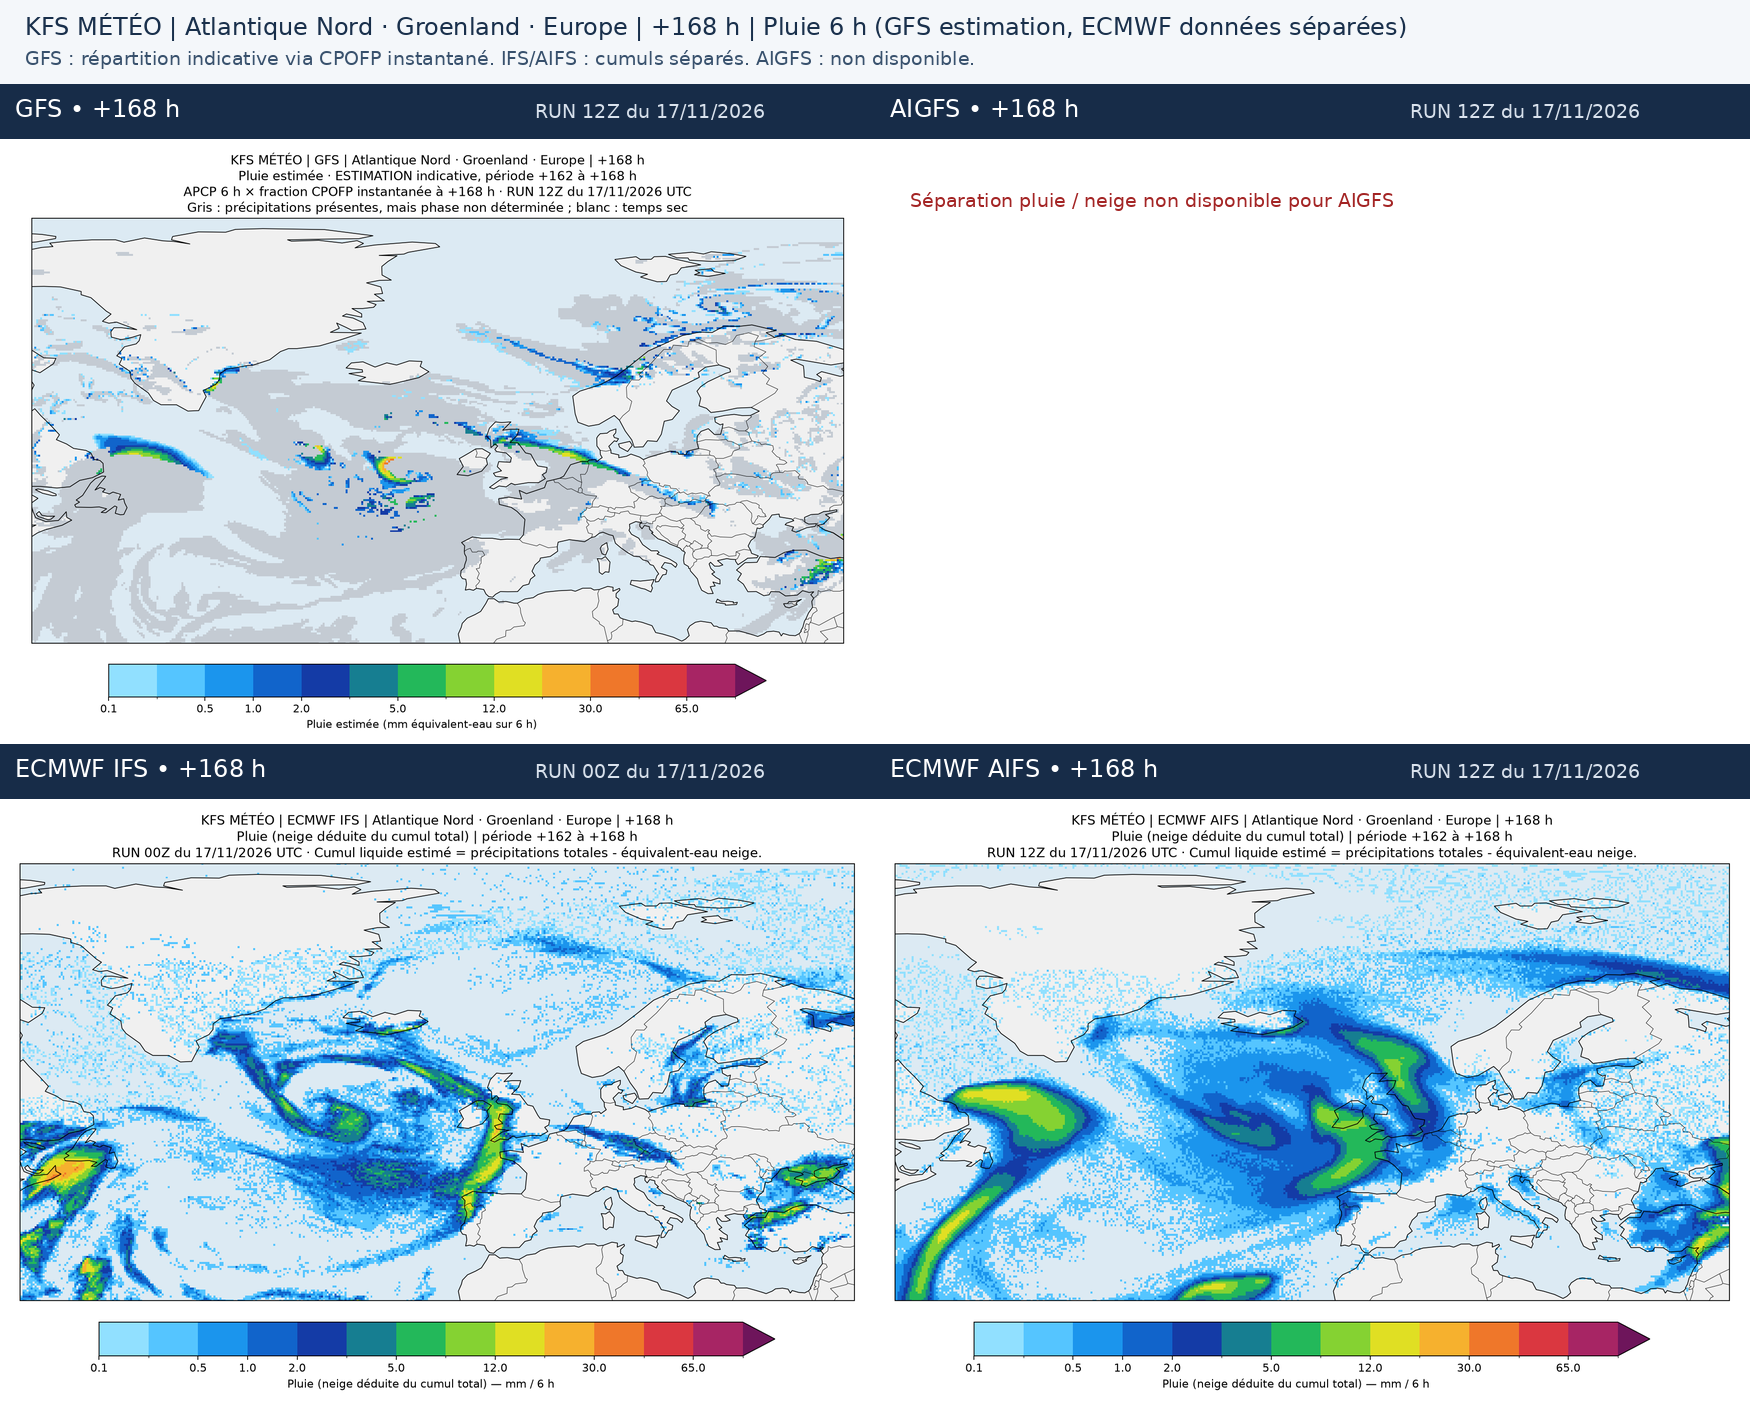 KFS MÉTÉO | Atlantique Nord · Groenland · Europe | +168 h | Pluie 6 h (GFS estimation, ECMWF données séparées)
GFS : répartition indicative via CPOFP instantané. IFS/AIFS : cumuls séparés. AIGFS : non disponible.
GFS • +168 h
RUN 12Z du 17/11/2026
AIGFS • +168 h
RUN 12Z du 17/11/2026
KFS MÉTÉO | GFS | Atlantique Nord · Groenland · Europe | +168 h
Pluie estimée · ESTIMATION indicative, période +162 à +168 h
APCP 6 h × fraction CPOFP instantanée à +168 h · RUN 12Z du 17/11/2026 UTC
Gris : précipitations présentes, mais phase non déterminée ; blanc : temps sec
Séparation pluie / neige non disponible pour AIGFS
0.1 0.5 1.0 2.0 5.0 12.0 30.0 65.0
Pluie estimée (mm équivalent-eau sur 6 h)
ECMWF IFS • +168 h
RUN 00Z du 17/11/2026
ECMWF AIFS • +168 h
RUN 12Z du 17/11/2026
KFS MÉTÉO | ECMWF IFS | Atlantique Nord · Groenland · Europe | +168 h
Pluie (neige déduite du cumul total) | période +162 à +168 h
RUN 00Z du 17/11/2026 UTC · Cumul liquide estimé = précipitations totales - équivalent-eau neige.
KFS MÉTÉO | ECMWF AIFS | Atlantique Nord · Groenland · Europe | +168 h
Pluie (neige déduite du cumul total) | période +162 à +168 h
RUN 12Z du 17/11/2026 UTC · Cumul liquide estimé = précipitations totales - équivalent-eau neige.
0.1 0.5 1.0 2.0 5.0 12.0 30.0 65.0
Pluie (neige déduite du cumul total) — mm / 6 h
0.1 0.5 1.0 2.0 5.0 12.0 30.0 65.0
Pluie (neige déduite du cumul total) — mm / 6 h